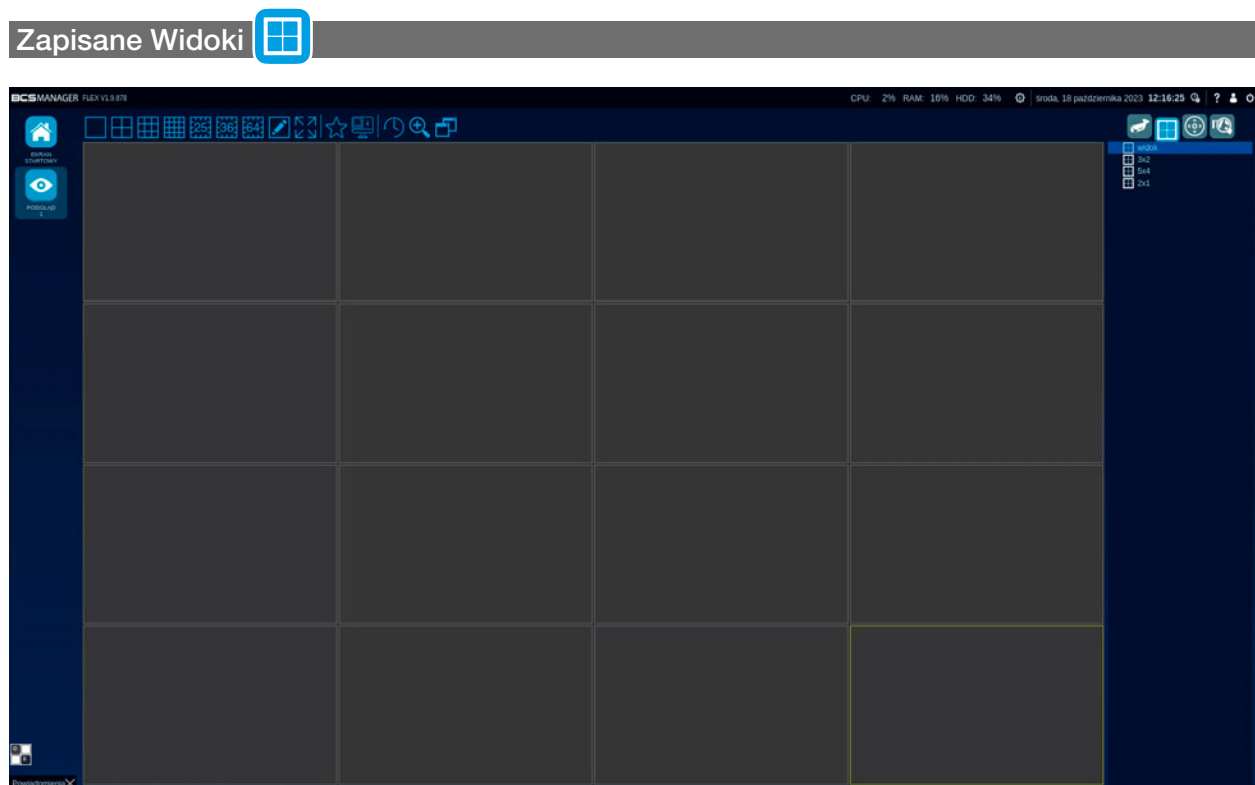 Zapisane Widoki
BCSMANAGER FLEX V1.9.878
CPU: 2% RAM: 16% HDD: 34% środa, 18 października 2023 12:16:25 ?
25 36 64
EKRAN
STARTOWY
PODGLĄD
1
widok
3x2
5x4
2x1
Powiadomienia